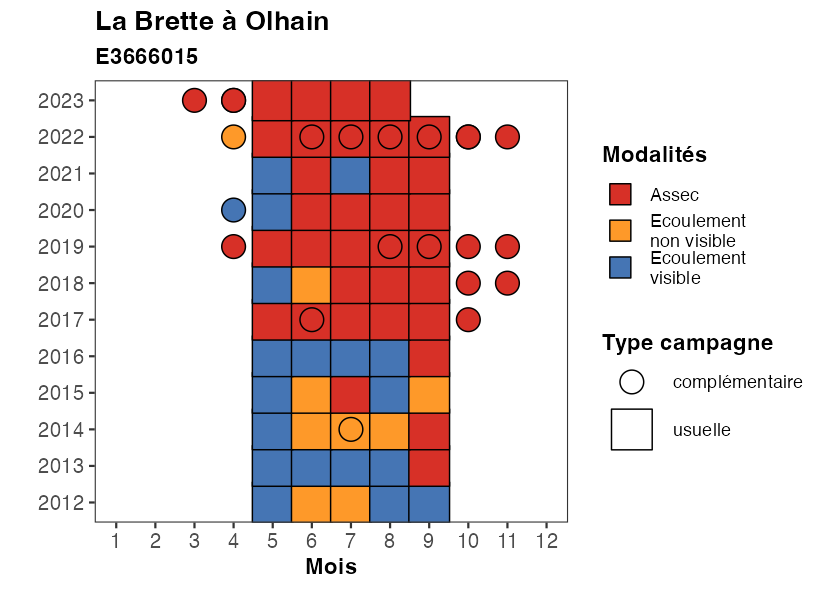 La Brette à Olhain
E3666015
2023
2022
2021
2020
2019
2018
2017
2016
2015
2014
2013
2012
1 2 3 4 5 6 7 8 9 10 11 12
Mois
Modalités
Assec
Ecoulement
non visible
Ecoulement
visible
Type campagne
complémentaire
usuelle